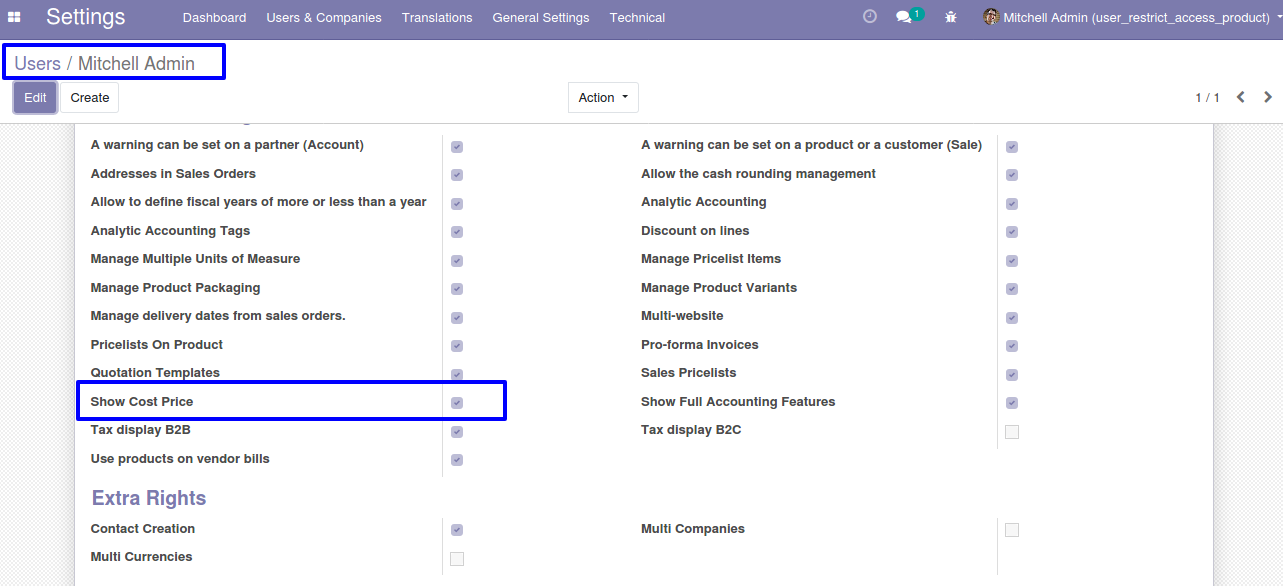 Settings Dashboard Users & Companies Translations General Settings Technical 1 Mitchell Admin (user_restrict_access_product)
Users / Mitchell Admin
Edit Create Action 1 / 1
A warning can be set on a partner (Account) A warning can be set on a product or a customer (Sale)
Addresses in Sales Orders Allow the cash rounding management
Allow to define fiscal years of more or less than a year Analytic Accounting
Analytic Accounting Tags Discount on lines
Manage Multiple Units of Measure Manage Pricelist Items
Manage Product Packaging Manage Product Variants
Manage delivery dates from sales orders. Multi-website
Pricelists On Product Pro-forma Invoices
Quotation Templates Sales Pricelists
Show Cost Price Show Full Accounting Features
Tax display B2B Tax display B2C
Use products on vendor bills
Extra Rights
Contact Creation Multi Companies
Multi Currencies